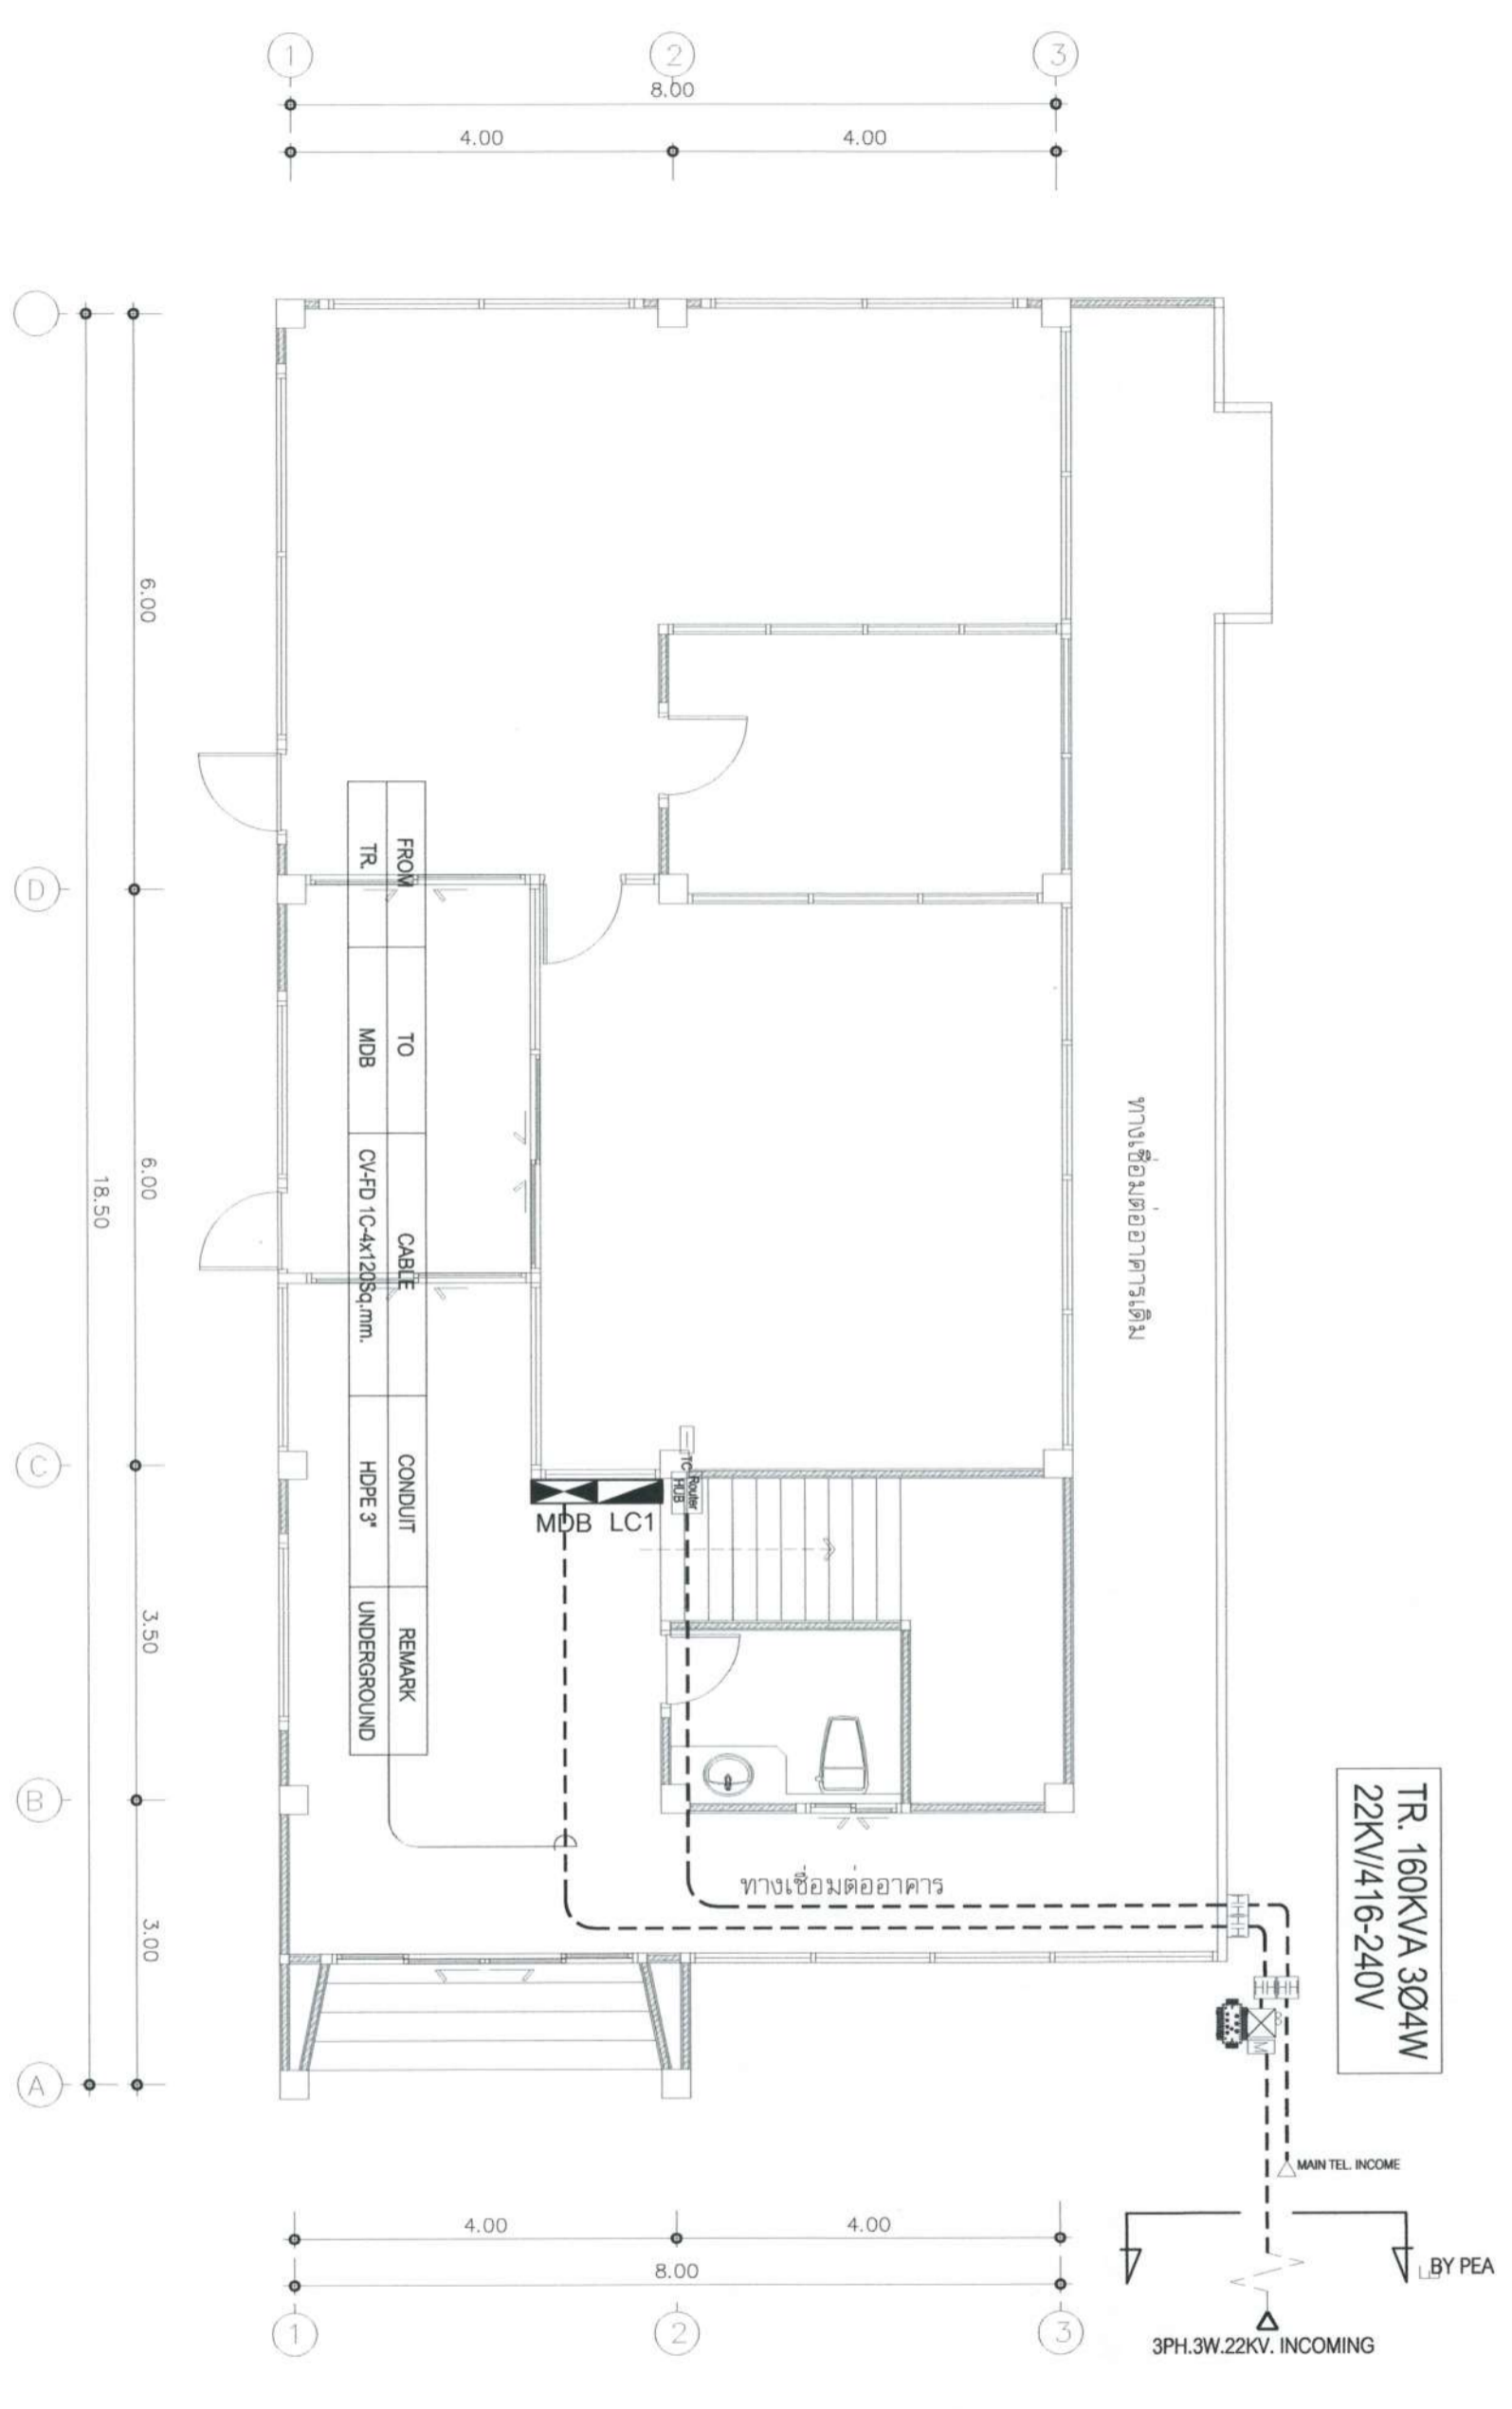 1
2
3
8.00
4.00
4.00
6.00
D
6.00
18.50
C
3.50
B
3.00
A
FROM TO CABLE CONDUIT REMARK
TR. MDB CV-FD 1C-4x120Sq.mm. HDPE 3" UNDERGROUND
ทางเชื่อมต่ออาคารเดิม
TC
Router
HUB
MDB LC1
ทางเชื่อมต่ออาคาร
TR. 160KVA 3Ø4W
22KV/416-240V
H H
H H
M
MAIN TEL. INCOME
4.00
4.00
8.00
BY PEA
1
2
3
3PH.3W.22KV. INCOMING